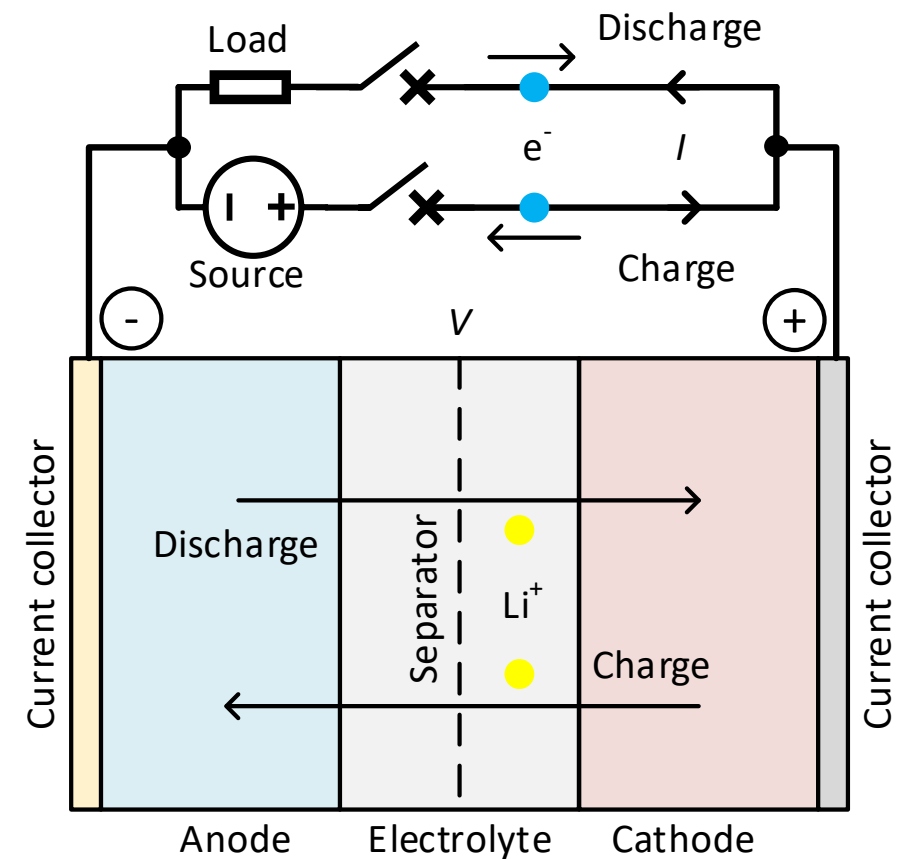 Load
Discharge
e⁻
I
- +
Source
Charge
-
V
+
Current collector
Discharge
Separator
Li⁺
Charge
Current collector
Anode
Electrolyte
Cathode